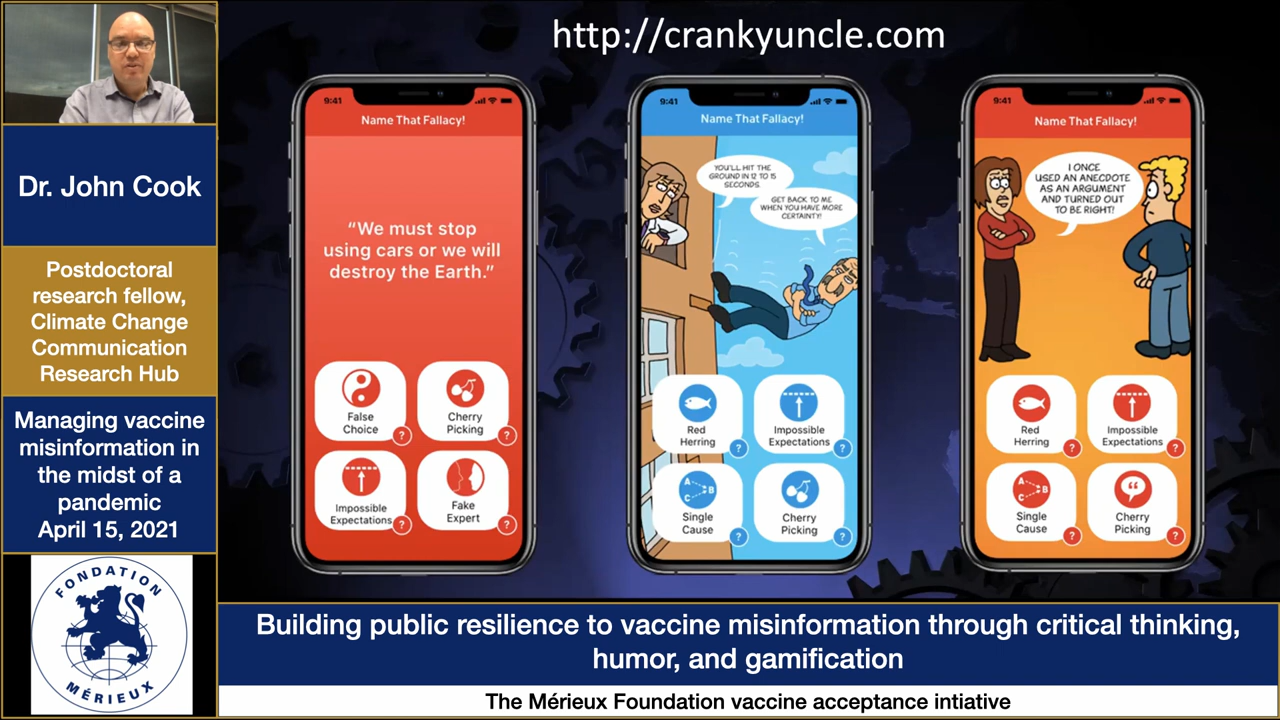 http://crankyuncle.com
Dr. John Cook
Postdoctoral
research fellow,
Climate Change
Communication
Research Hub
Managing vaccine
misinformation in
the midst of a
pandemic
April 15, 2021
FONDATION
MÉRIEUX
9:41
Name That Fallacy!
“We must stop
using cars or we will
destroy the Earth.”
False
Choice
?
Cherry
Picking
?
Impossible
Expectations
?
Fake
Expert
?
9:41
Name That Fallacy!
YOU'LL HIT THE
GROUND IN 12 TO 15
SECONDS.
GET BACK TO ME
WHEN YOU HAVE MORE
CERTAINTY!
Red
Herring
?
Impossible
Expectations
?
A
B
C
Single
Cause
?
Cherry
Picking
?
9:41
Name That Fallacy!
I ONCE
USED AN ANECDOTE
AS AN ARGUMENT
AND TURNED OUT
TO BE RIGHT!
Red
Herring
?
Impossible
Expectations
?
A
B
C
Single
Cause
?
Cherry
Picking
?
Building public resilience to vaccine misinformation through critical thinking,
humor, and gamification
The Mérieux Foundation vaccine acceptance intiative